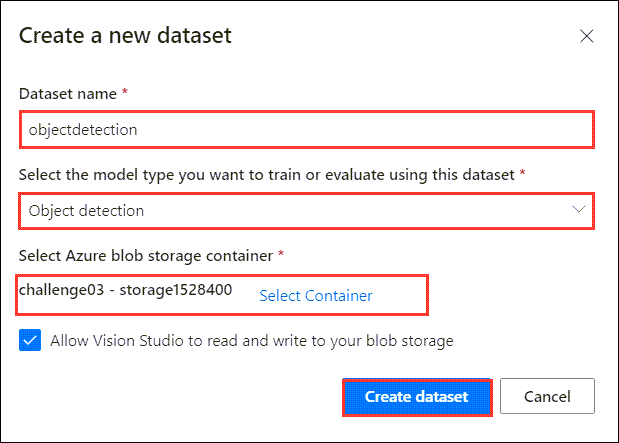 Create a new dataset
Dataset name *
objectdetection
Select the model type you want to train or evaluate using this dataset *
Object detection
Select Azure blob storage container *
challenge03 - storage1528400 Select Container
Allow Vision Studio to read and write to your blob storage
Create dataset Cancel